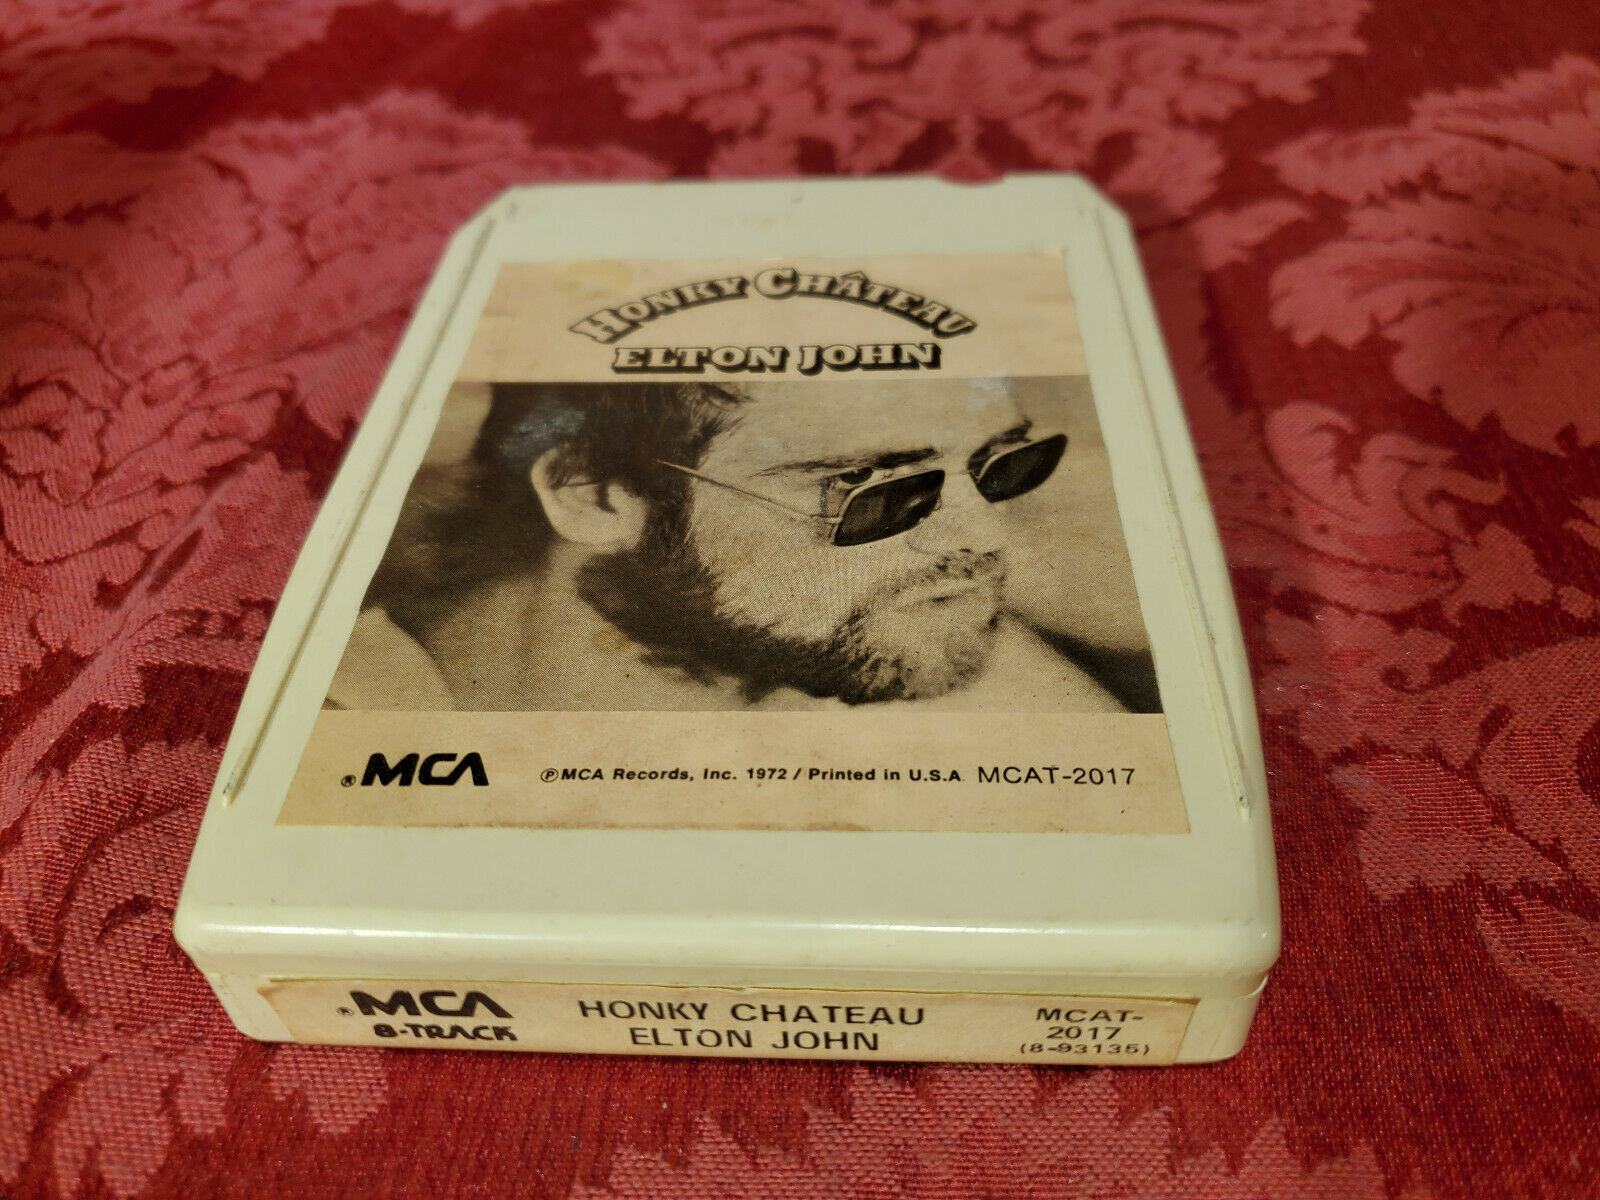 HONKY CHÂTEAU
ELTON JOHN
® MCA ℗ MCA Records, Inc. 1972 / Printed in U.S.A. MCAT-2017
® MCA HONKY CHATEAU MCAT-
8-TRACK ELTON JOHN 2017
(8-93135)